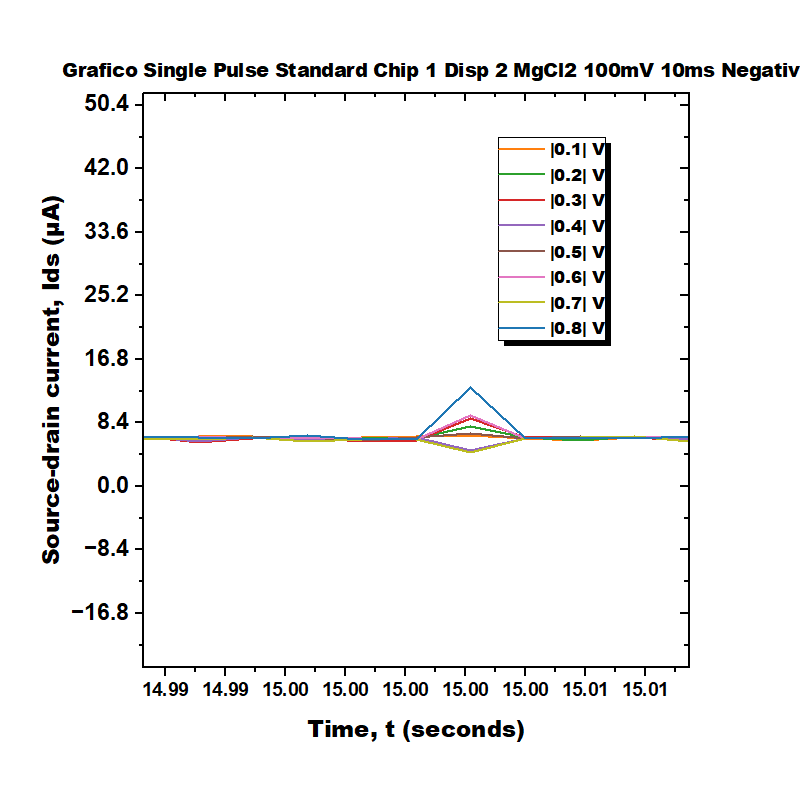 Grafico Single Pulse Standard Chip 1 Disp 2 MgCl2 100mV 10ms Negativ
50.4
42.0
33.6
25.2
16.8
8.4
0.0
−8.4
−16.8
Source-drain current, Ids (µA)
|0.1| V
|0.2| V
|0.3| V
|0.4| V
|0.5| V
|0.6| V
|0.7| V
|0.8| V
14.99 14.99 15.00 15.00 15.00 15.00 15.00 15.01 15.01
Time, t (seconds)